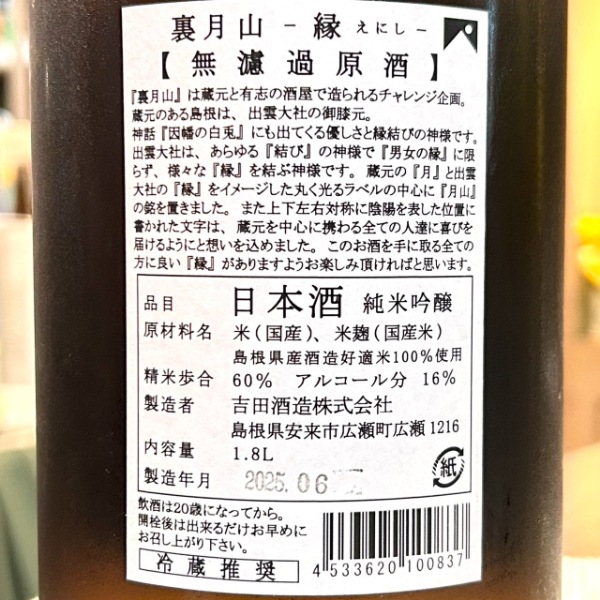 裏月山 -縁 えにし-
【無濾過原酒】
『裏月山』は蔵元と有志の酒屋で造られるチャレンジ企画。
蔵元のある島根は、出雲大社の御膝元。
神話『因幡の白兎』にも出てくる優しさと縁結びの神様です。
出雲大社は、あらゆる『結び』の神様で『男女の縁』に限
らず、様々な『縁』を結ぶ神様です。蔵元の『月』と出雲
大社の『縁』をイメージした丸く光るラベルの中心に『月山』
の銘を置きました。また上下左右対称に陰陽を表した位置に
書かれた文字は、蔵元を中心に携わる全ての人達に喜びを
届けるようにと想いを込めました。このお酒を手に取る全ての
方に良い『縁』がありますようお楽しみ頂ければと思います。
品目 日本酒 純米吟醸
原材料名 米(国産)、米麹(国産米)
島根県産酒造好適米100%使用
精米歩合 60% アルコール分 16%
製造者 吉田酒造株式会社
島根県安来市広瀬町広瀬 1216
内容量 1.8L
製造年月 2025.06
紙
飲酒は20歳になってから。
開栓後は出来るだけお早めに
お召し上がり下さい。
冷蔵推奨
4 533620 100837